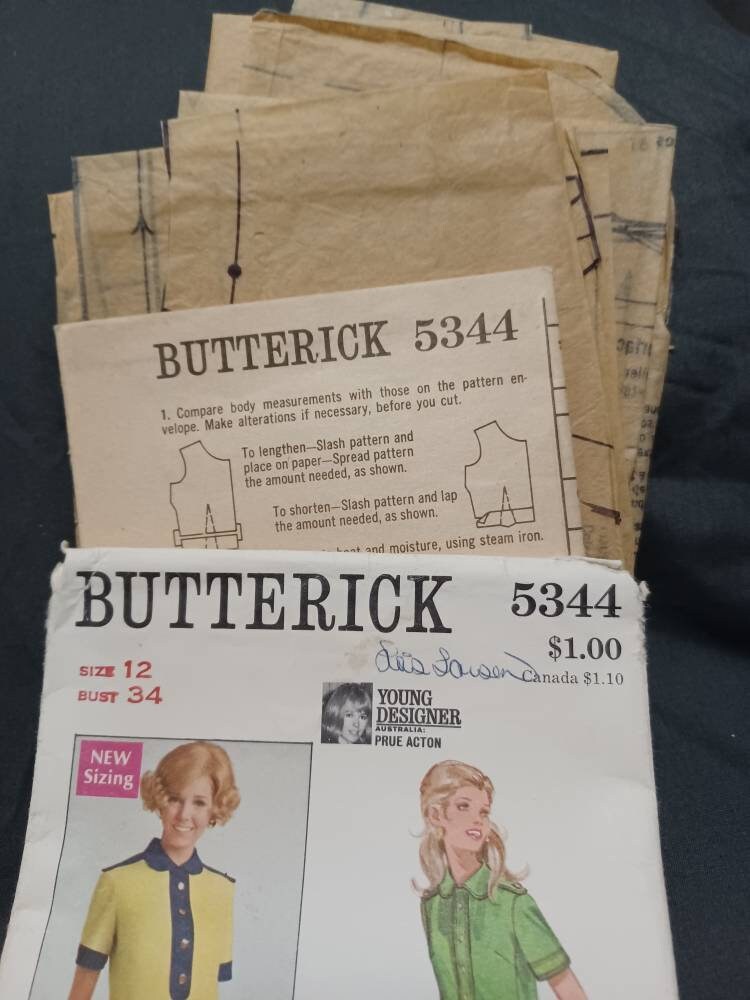 BUTTERICK 5344
1. Compare body measurements with those on the pattern en-
velope. Make alterations if necessary, before you cut.
To lengthen—Slash pattern and
place on paper—Spread pattern
the amount needed, as shown.
To shorten—Slash pattern and lap
the amount needed, as shown.
heat and moisture, using steam iron.
BUTTERICK 5344
$1.00
Canada $1.10
SIZE 12
BUST 34
YOUNG
DESIGNER
AUSTRALIA:
PRUE ACTON
NEW
Sizing